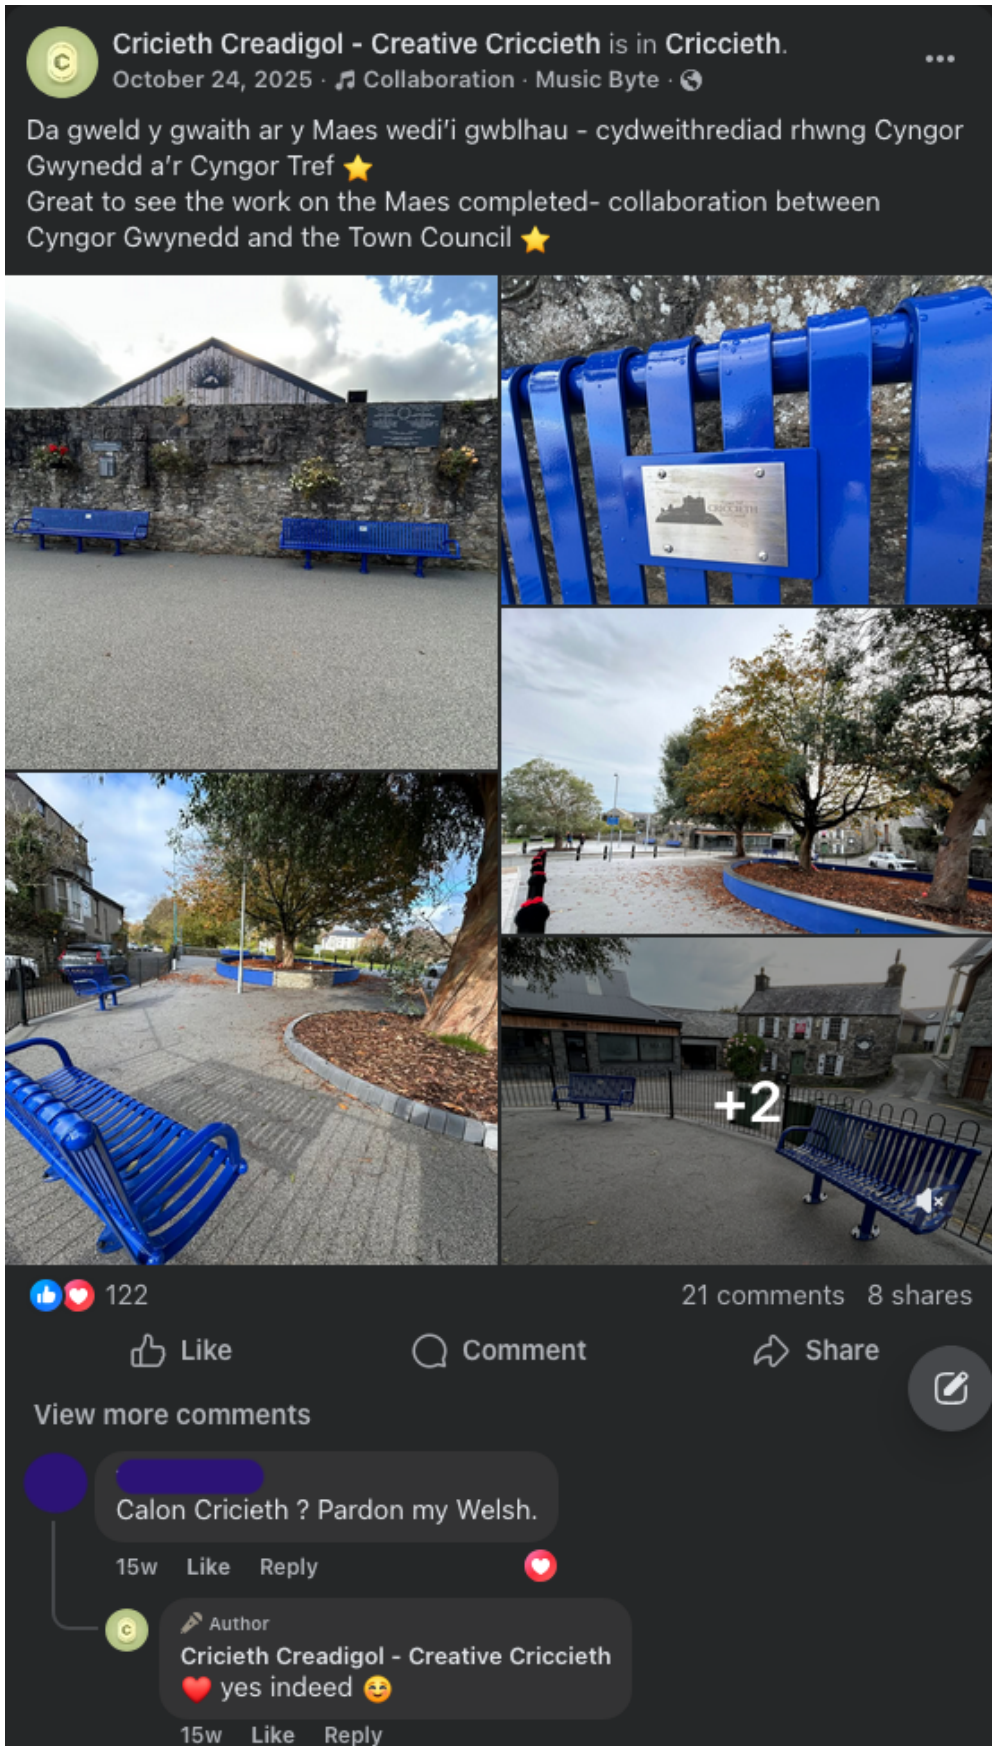 Cricieth Creadigol - Creative Criccieth is in Criccieth.
October 24, 2025 · Collaboration · Music Byte ·
Da gweld y gwaith ar y Maes wedi’i gwblhau - cydweithrediad rhwng Cyngor
Gwynedd a’r Cyngor Tref ⭐
Great to see the work on the Maes completed- collaboration between
Cyngor Gwynedd and the Town Council ⭐
CRICCIETH
+2
122
21 comments 8 shares
Like
Comment
Share
View more comments
Calon Cricieth ? Pardon my Welsh.
15w Like Reply
Author
Cricieth Creadigol - Creative Criccieth
❤️ yes indeed ☺️
15w Like Reply